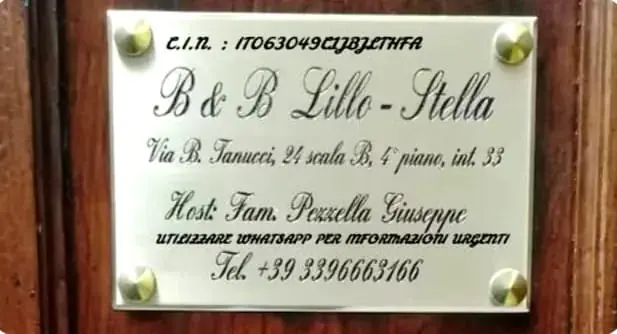 C.I.N. : IT063049C1JBJLTHFA
B & B Lillo - Stella
Via B. Tanucci, 24 scala B, 4° piano, int. 33
Host: Fam. Pezzella Giuseppe
UTILIZZARE WHATSAPP PER INFORMAZIONI URGENTI
Tel. +39 3396663166